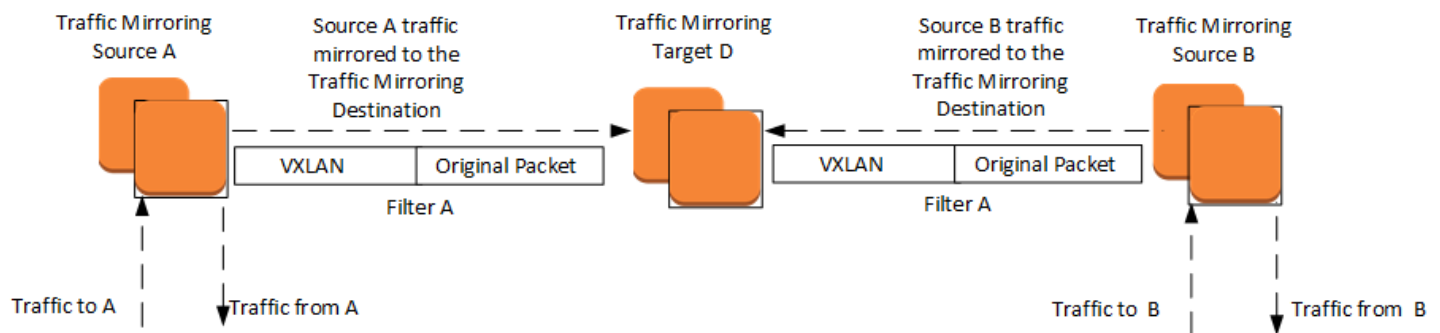 Traffic Mirroring
Source A
Source A traffic
mirrored to the
Traffic Mirroring
Destination
Traffic Mirroring
Target D
Source B traffic
mirrored to the
Traffic Mirroring
Destination
Traffic Mirroring
Source B
VXLAN
Original Packet
Filter A
VXLAN
Original Packet
Filter A
Traffic to A
Traffic from A
Traffic to B
Traffic from B